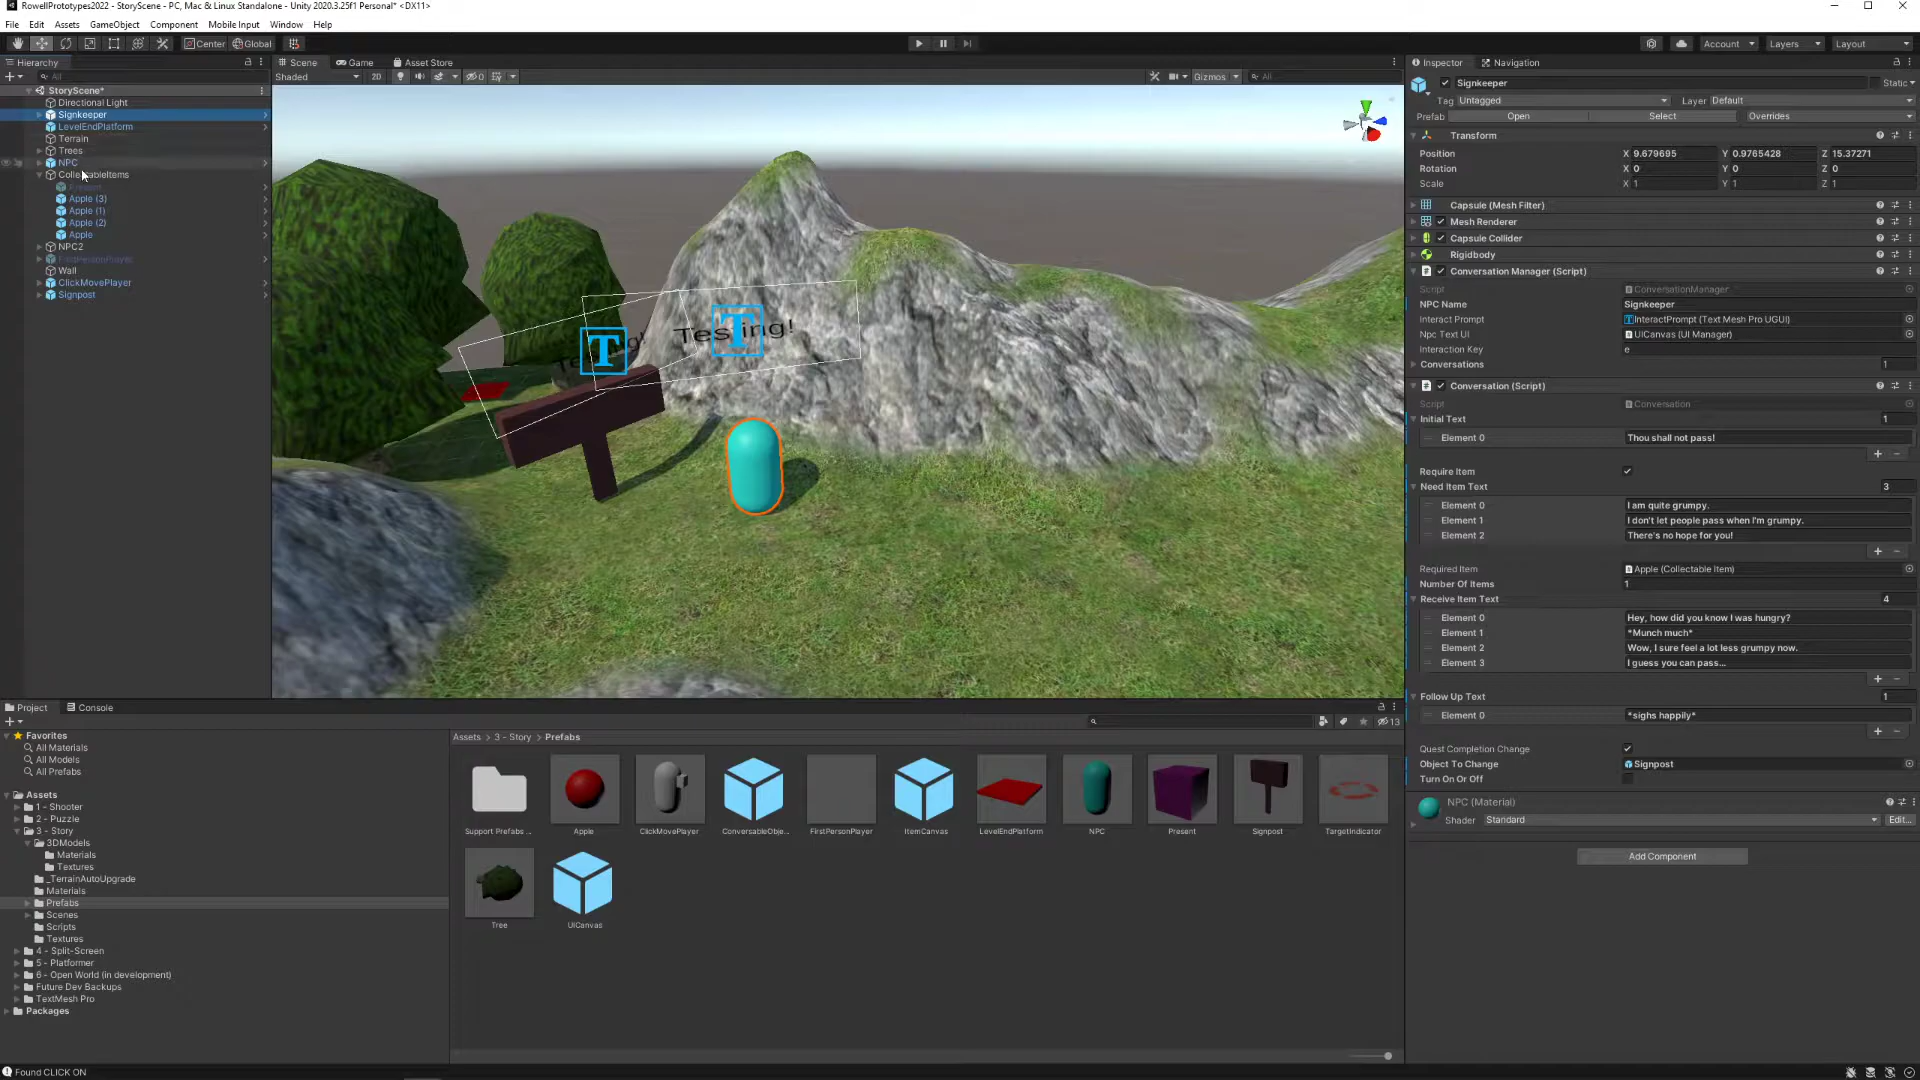 RowellPrototypes2022 - StoryScene - PC, Mac & Linux Standalone - Unity 2020.3.25f1 Personal* <DX11>
File Edit Assets GameObject Component Mobile Input Window Help
Center Global Account Layers Layout
Hierarchy
All
StoryScene*
Directional Light
Signkeeper
LevelEndPlatform
Terrain
Trees
NPC
CollectableItems
Present
Apple (3)
Apple (1)
Apple (2)
Apple
NPC2
FirstPersonPlayer
Wall
ClickMovePlayer
Signpost
Scene Game Asset Store
Shaded 2D 0 Gizmos All
Testing!
Testing!
Inspector Navigation
Signkeeper Static
Tag Untagged Layer Default
Prefab Open Select Overrides
Transform
Position X 9.679695 Y 0.9765428 Z 15.37271
Rotation X 0 Y 0 Z 0
Scale X 1 Y 1 Z 1
Capsule (Mesh Filter)
Mesh Renderer
Capsule Collider
Rigidbody
Conversation Manager (Script)
Script ConversationManager
NPC Name Signkeeper
Interact Prompt InteractPrompt (Text Mesh Pro UGUI)
Npc Text UI UICanvas (UI Manager)
Interaction Key e
Conversations 1
Conversation (Script)
Script Conversation
Initial Text 1
Element 0 Thou shall not pass!
Require Item
Need Item Text 3
Element 0 I am quite grumpy.
Element 1 I don't let people pass when I'm grumpy.
Element 2 There's no hope for you!
Required Item Apple (Collectable Item)
Number Of Items 1
Receive Item Text 4
Element 0 Hey, how did you know I was hungry?
Element 1 *Munch much*
Element 2 Wow, I sure feel a lot less grumpy now.
Element 3 I guess you can pass...
Follow Up Text 1
Element 0 *sighs happily*
Quest Completion Change
Object To Change Signpost
Turn On Or Off
NPC (Material)
Shader Standard Edit...
Add Component
Project Console
13
Favorites
All Materials
All Models
All Prefabs
Assets
1 - Shooter
2 - Puzzle
3 - Story
3DModels
Materials
Textures
_TerrainAutoUpgrade
Materials
Prefabs
Scenes
Scripts
Textures
4 - Split-Screen
5 - Platformer
6 - Open World (in development)
Future Dev Backups
TextMesh Pro
Packages
Assets > 3 - Story > Prefabs
Support Prefabs ... Apple ClickMovePlayer ConversableObje... FirstPersonPlayer ItemCanvas LevelEndPlatform NPC Present Signpost TargetIndicator
Tree UiCanvas
Found CLICK ON